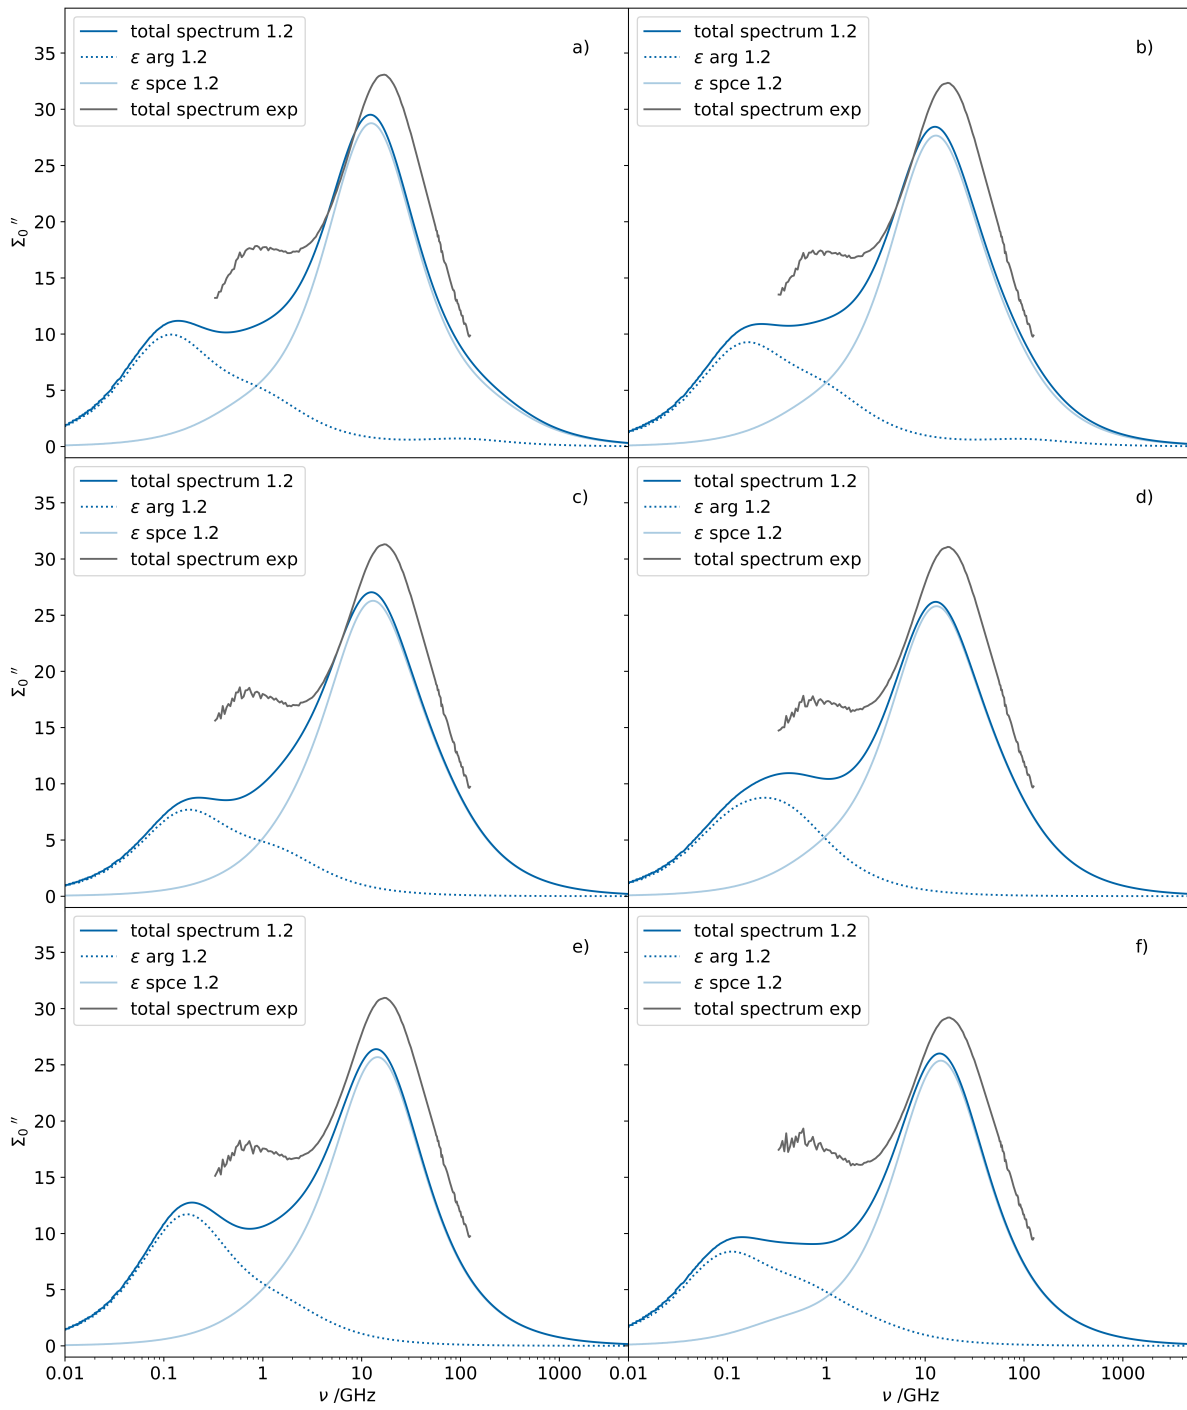 total spectrum 1.2
ε arg 1.2
ε spce 1.2
total spectrum exp
a)
total spectrum 1.2
ε arg 1.2
ε spce 1.2
total spectrum exp
b)
35
30
25
20
15
10
5
0
Σ₀″
total spectrum 1.2
ε arg 1.2
ε spce 1.2
total spectrum exp
c)
total spectrum 1.2
ε arg 1.2
ε spce 1.2
total spectrum exp
d)
35
30
25
20
15
10
5
0
Σ₀″
total spectrum 1.2
ε arg 1.2
ε spce 1.2
total spectrum exp
e)
total spectrum 1.2
ε arg 1.2
ε spce 1.2
total spectrum exp
f)
35
30
25
20
15
10
5
0
Σ₀″
0.01 0.1 1 10 100 1000 0.01 0.1 1 10 100 1000
ν /GHz ν /GHz